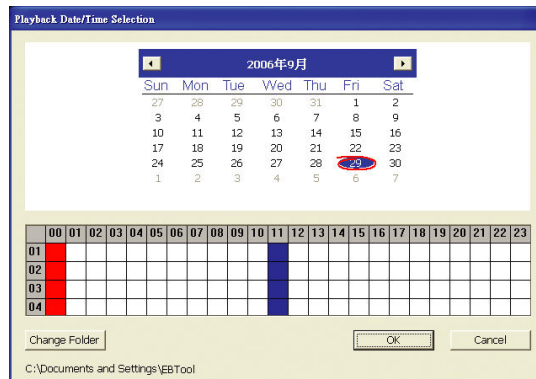 Playback Date/Time Selection
2006年9月
Sun Mon Tue Wed Thu Fri Sat
27 28 29 30 31 1 2
3 4 5 6 7 8 9
10 11 12 13 14 15 16
17 18 19 20 21 22 23
24 25 26 27 28 29 30
1 2 3 4 5 6 7
00 01 02 03 04 05 06 07 08 09 10 11 12 13 14 15 16 17 18 19 20 21 22 23
01
02
03
04
Change Folder OK Cancel
C:\Documents and Settings\EBTool